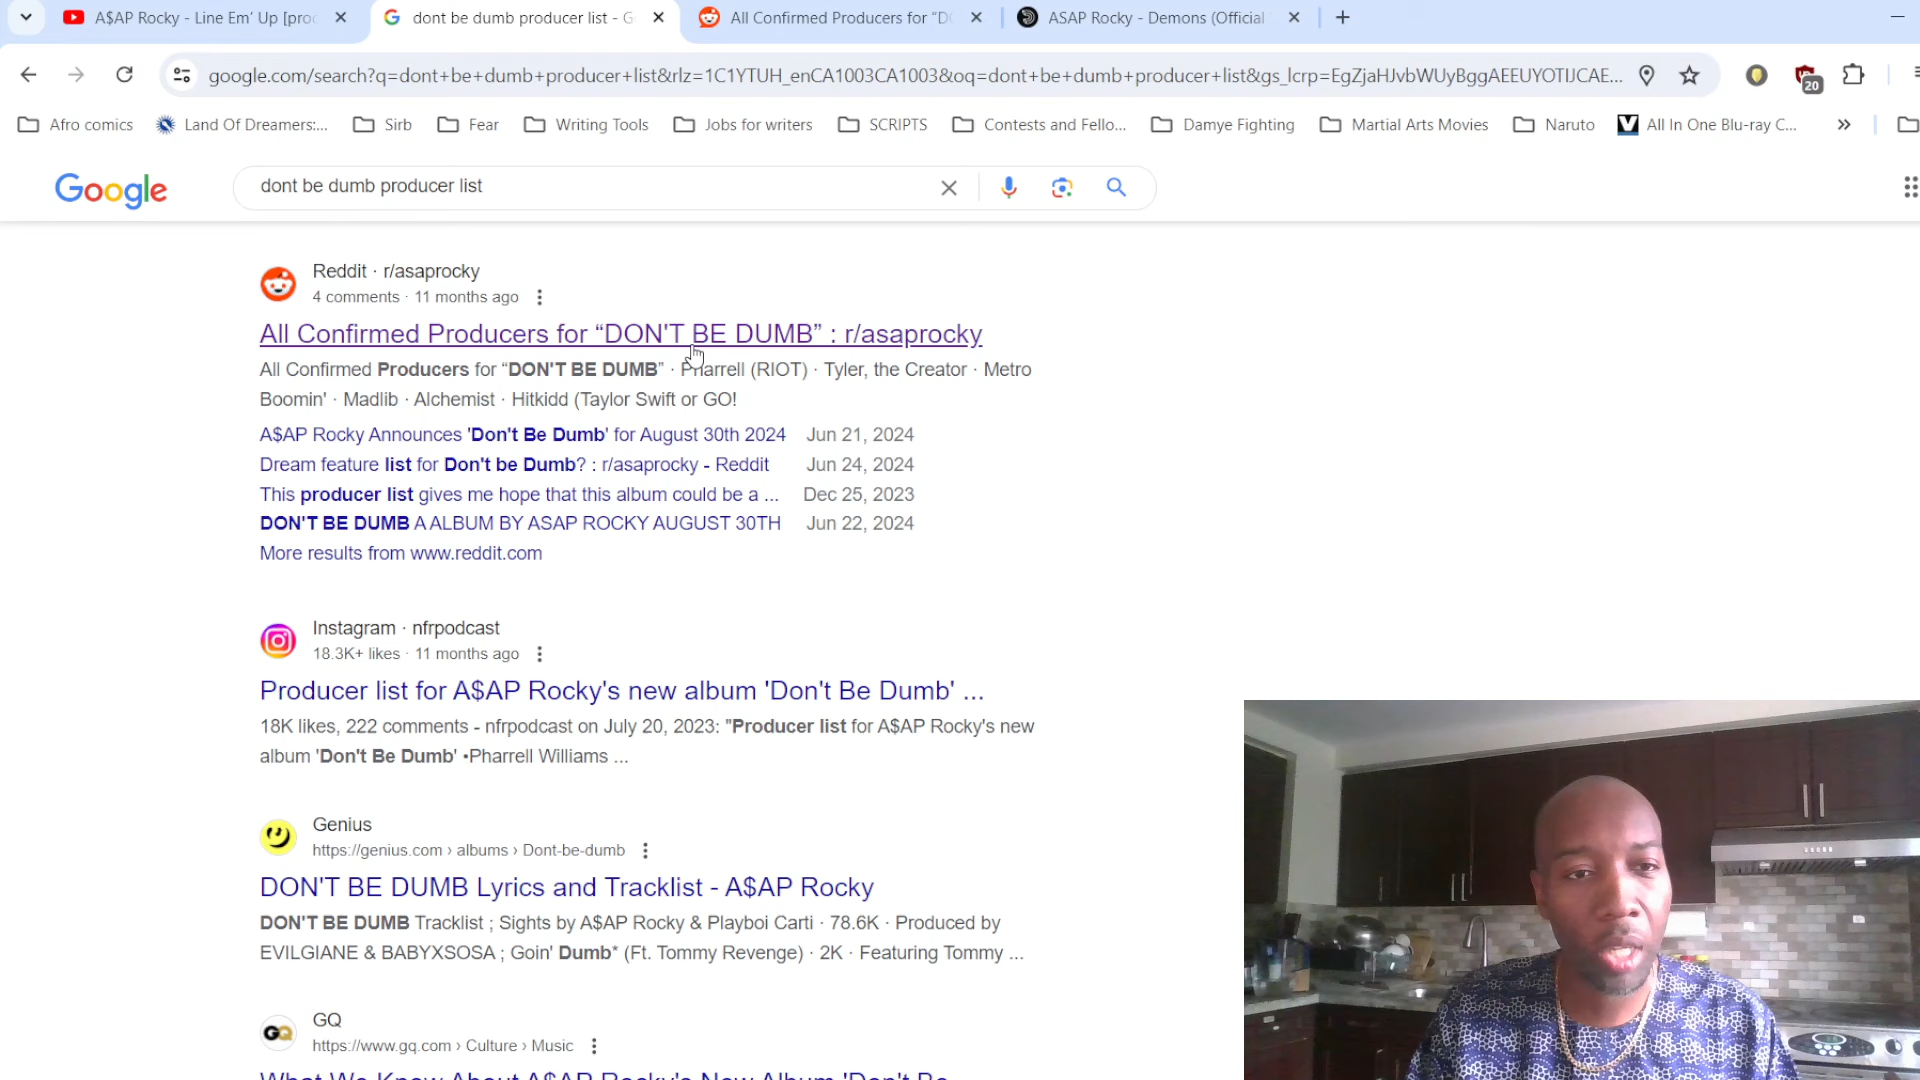 A$AP Rocky - Line Em' Up [pro
dont be dumb producer list - G
All Confirmed Producers for “D
ASAP Rocky - Demons (Official
google.com/search?q=dont+be+dumb+producer+list&rlz=1C1YTUH_enCA1003CA1003&oq=dont+be+dumb+producer+list&gs_lcrp=EgZjaHJvbWUyBggAEEUYOTIJCAE...
20
Afro comics
Land Of Dreamers:...
Sirb
Fear
Writing Tools
Jobs for writers
SCRIPTS
Contests and Fello...
Damye Fighting
Martial Arts Movies
Naruto
All In One Blu-ray C...
Google
dont be dumb producer list
Reddit · r/asaprocky
4 comments · 11 months ago
All Confirmed Producers for “DON'T BE DUMB” : r/asaprocky
All Confirmed Producers for “DON'T BE DUMB” · Pharrell (RIOT) · Tyler, the Creator · Metro
Boomin' · Madlib · Alchemist · Hitkidd (Taylor Swift or GO!
A$AP Rocky Announces 'Don't Be Dumb' for August 30th 2024 Jun 21, 2024
Dream feature list for Don't be Dumb? : r/asaprocky - Reddit Jun 24, 2024
This producer list gives me hope that this album could be a ... Dec 25, 2023
DON'T BE DUMB A ALBUM BY ASAP ROCKY AUGUST 30TH Jun 22, 2024
More results from www.reddit.com
Instagram · nfrpodcast
18.3K+ likes · 11 months ago
Producer list for A$AP Rocky's new album 'Don't Be Dumb' ...
18K likes, 222 comments - nfrpodcast on July 20, 2023: "Producer list for A$AP Rocky's new
album 'Don't Be Dumb' •Pharrell Williams ...
Genius
https://genius.com › albums › Dont-be-dumb
DON'T BE DUMB Lyrics and Tracklist - A$AP Rocky
DON'T BE DUMB Tracklist ; Sights by A$AP Rocky & Playboi Carti · 78.6K · Produced by
EVILGIANE & BABYXSOSA ; Goin' Dumb* (Ft. Tommy Revenge) · 2K · Featuring Tommy ...
GQ
GQ
https://www.gq.com › Culture › Music
What We Know About A$AP Rocky's New Album 'Don't Be